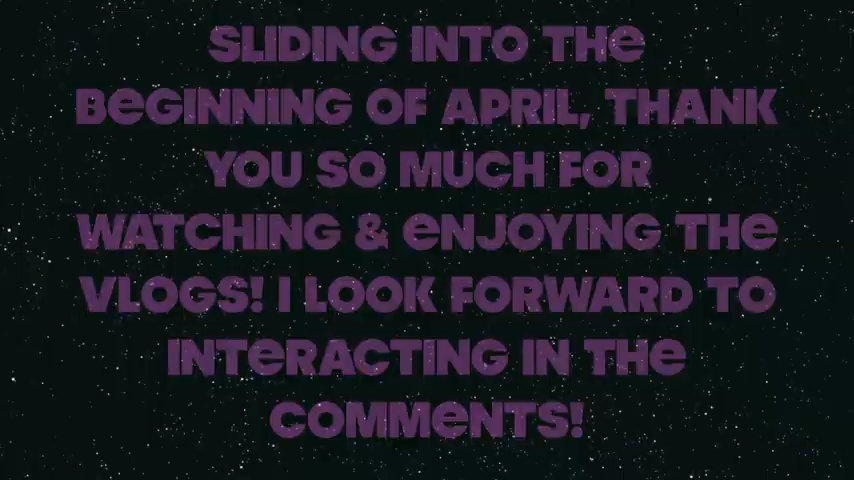 SLIDING INTO THe
BeGINNING OF APRIL, THANK
YOU SO MUCH FOR
WATCHING & eNJOYING THe
VLOGS! I LOOK FORWARD TO
INTeRACTING IN THe
COMMeNTS!